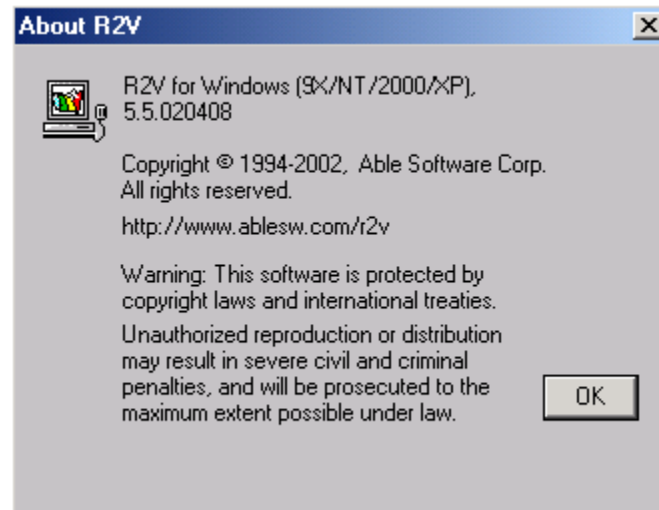 About R2V
R2V for Windows (9X/NT/2000/XP),
5.5.020408
Copyright © 1994-2002, Able Software Corp.
All rights reserved.
http://www.ablesw.com/r2v
Warning: This software is protected by
copyright laws and international treaties.
Unauthorized reproduction or distribution
may result in severe civil and criminal
penalties, and will be prosecuted to the
maximum extent possible under law.
OK